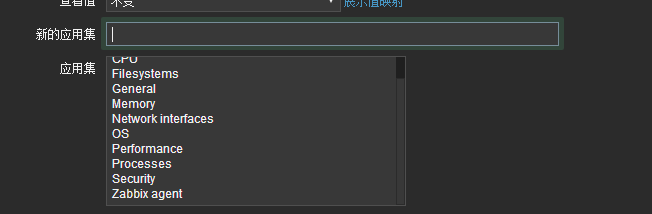 查看值 不变 展示值映射
新的应用集
应用集 CPU
Filesystems
General
Memory
Network interfaces
OS
Performance
Processes
Security
Zabbix agent